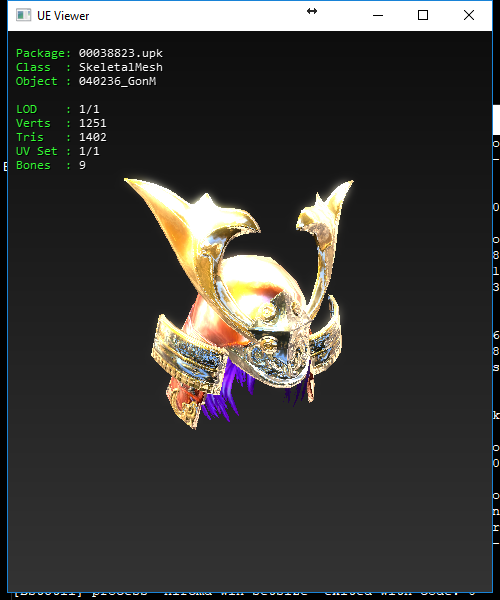 UE Viewer
Package: 00038823.upk
Class : SkeletalMesh
Object : 040236_GonM
LOD : 1/1
Verts : 1251
Tris : 1402
UV Set : 1/1
Bones : 9